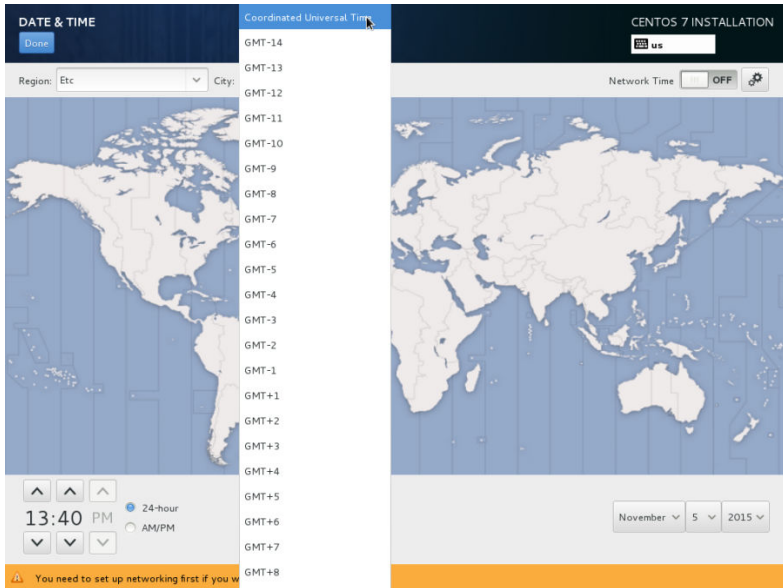 DATE & TIME
Done
CENTOS 7 INSTALLATION
us
Region: Etc City:
Network Time OFF
Coordinated Universal Time
GMT-14
GMT-13
GMT-12
GMT-11
GMT-10
GMT-9
GMT-8
GMT-7
GMT-6
GMT-5
GMT-4
GMT-3
GMT-2
GMT-1
GMT+1
GMT+2
GMT+3
GMT+4
GMT+5
GMT+6
GMT+7
GMT+8
13:40 PM
24-hour
AM/PM
November 5 2015
You need to set up networking first if you w